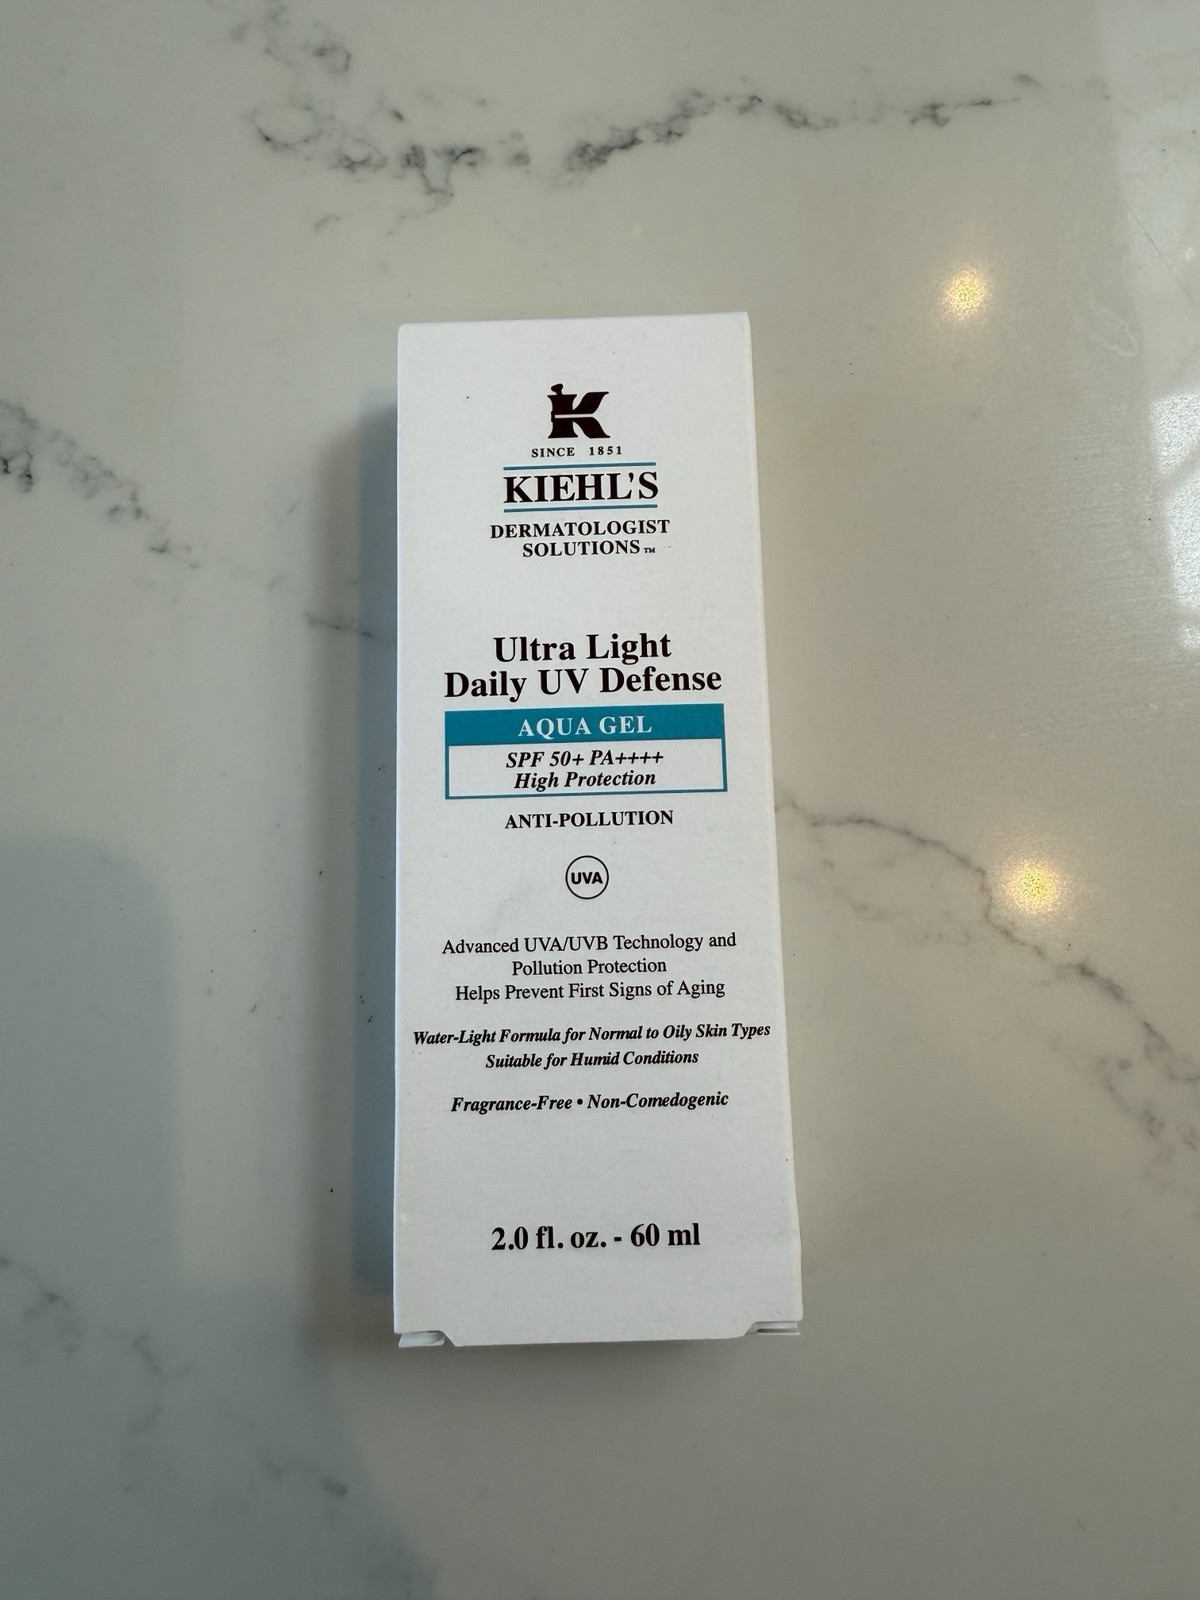 K
SINCE 1851
KIEHL'S
DERMATOLOGIST
SOLUTIONS™
Ultra Light
Daily UV Defense
AQUA GEL
SPF 50+ PA++++
High Protection
ANTI-POLLUTION
UVA
Advanced UVA/UVB Technology and
Pollution Protection
Helps Prevent First Signs of Aging
Water-Light Formula for Normal to Oily Skin Types
Suitable for Humid Conditions
Fragrance-Free • Non-Comedogenic
2.0 fl. oz. - 60 ml